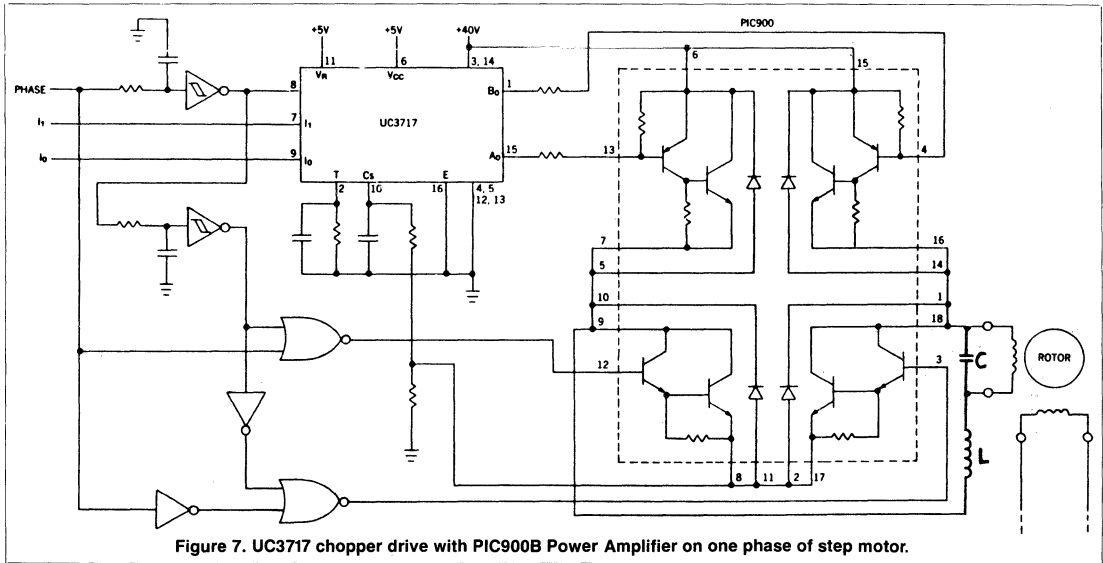 +5V +5V +40V PIC900
11 6 3, 14 6 15
PHASE 8 VR VCC B0 1
I1 7 I1 UC3717
I0 9 I0 A0 15 13 4
T Cs E
2 10 16 4, 5
12, 13
7 16
5 14
10 1
9 18
12 3 C ROTOR
L
8 11 2 17
Figure 7. UC3717 chopper drive with PIC900B Power Amplifier on one phase of step motor.